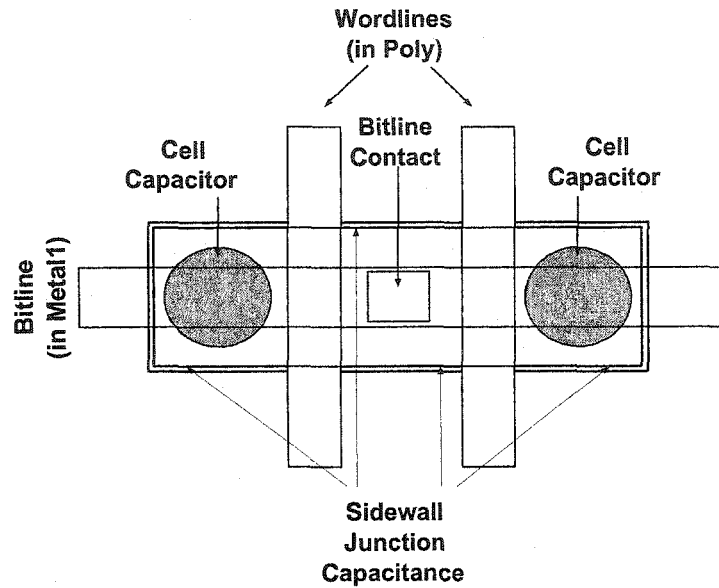 Wordlines
(in Poly)
Bitline
Contact
Cell
Capacitor
Cell
Capacitor
Bitline
(in Metal1)
Sidewall
Junction
Capacitance